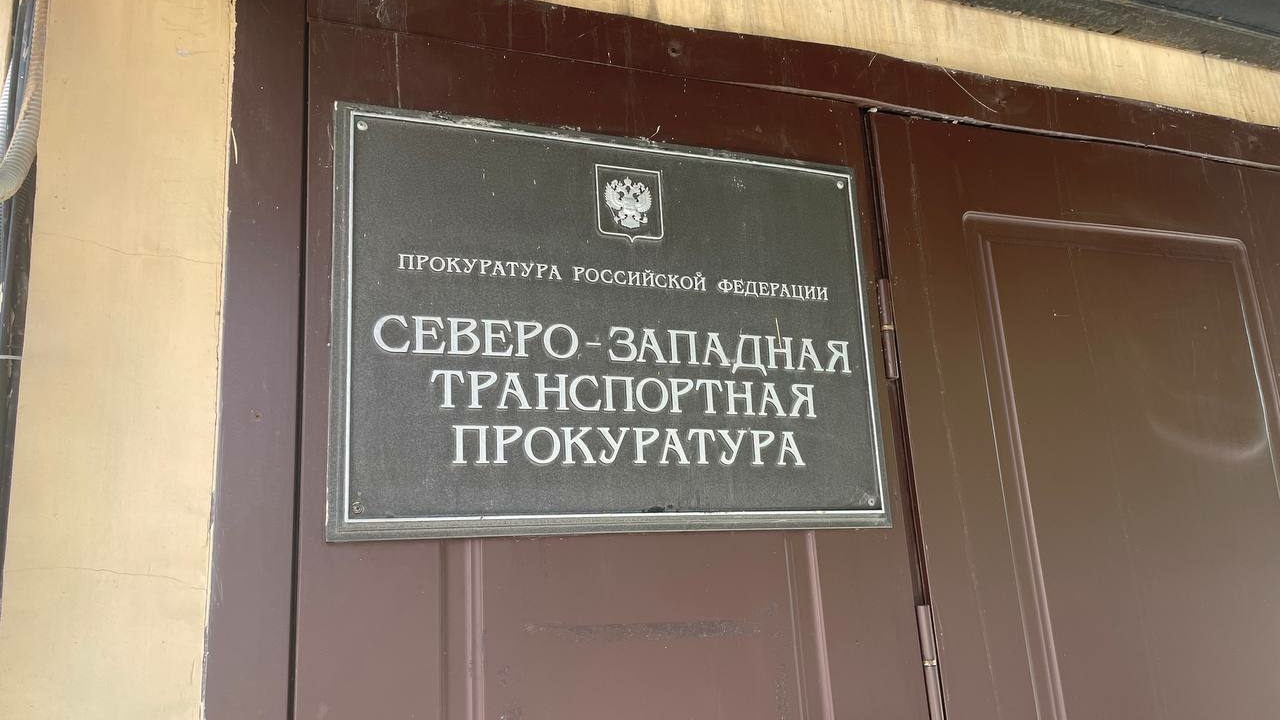 ПРОКУРАТУРА РОССИЙСКОЙ ФЕДЕРАЦИИ
СЕВЕРО-ЗАПАДНАЯ
ТРАНСПОРТНАЯ
ПРОКУРАТУРА